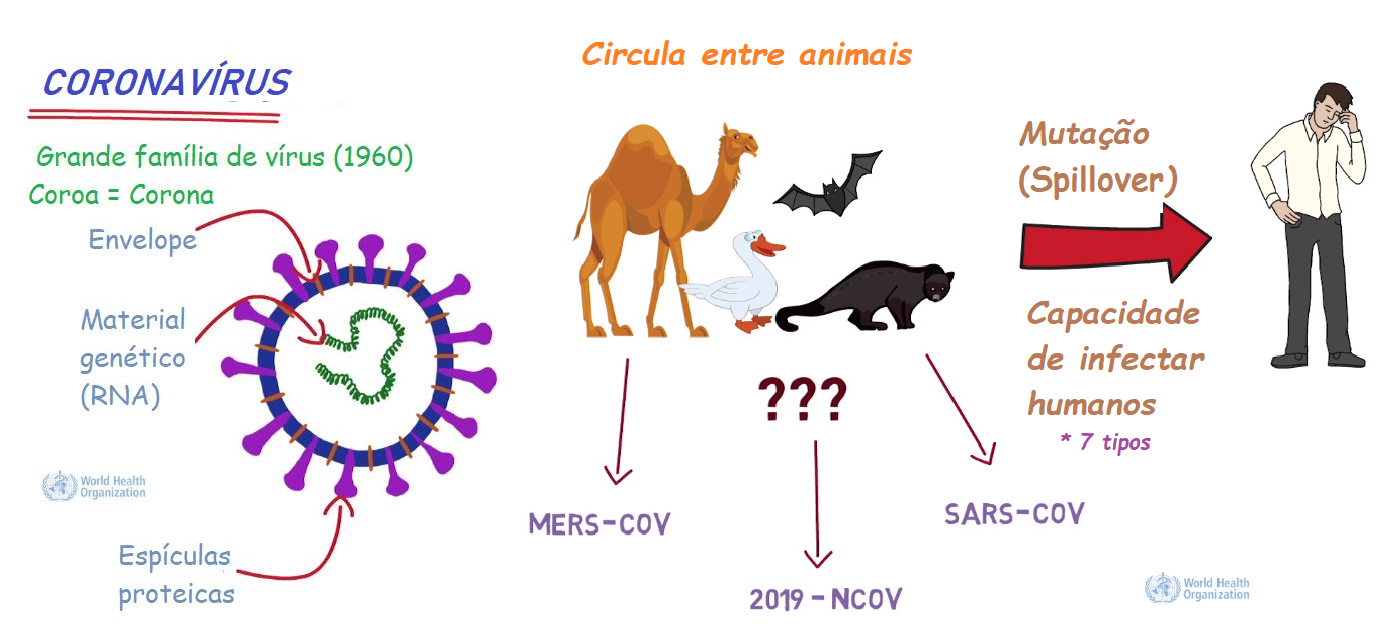 CORONAVÍRUS
Grande família de vírus (1960)
Coroa = Corona
Envelope
Material
genético
(RNA)
World Health
Organization
Espículas
proteicas
Circula entre animais
???
MERS-COV
2019-NCOV
SARS-COV
Mutação
(Spillover)
Capacidade
de infectar
humanos
* 7 tipos
World Health
Organization